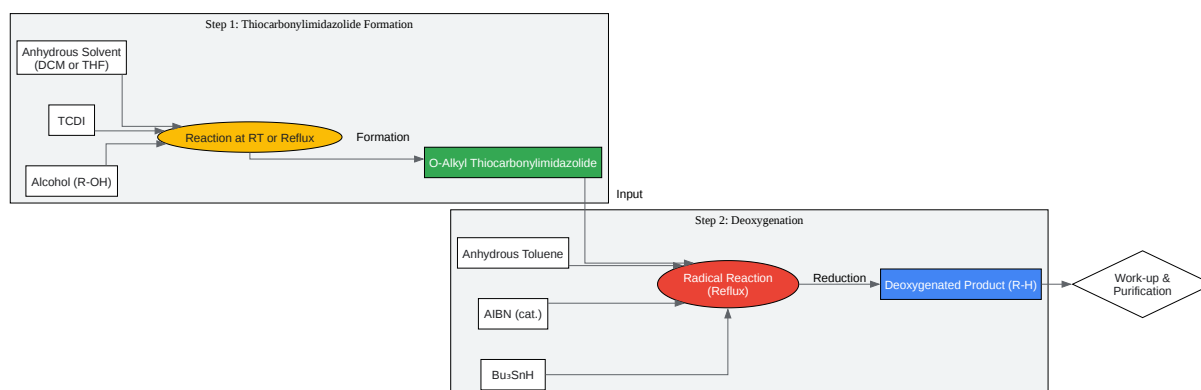 Step 1: Thiocarbonylimidazolide Formation
Anhydrous Solvent
(DCM or THF)
TCDI
Alcohol (R-OH)
Reaction at RT or Reflux
Formation
O-Alkyl Thiocarbonylimidazolide
Input
Step 2: Deoxygenation
Anhydrous Toluene
AIBN (cat.)
Bu₃SnH
Radical Reaction
(Reflux)
Reduction
Deoxygenated Product (R-H)
Work-up &
Purification